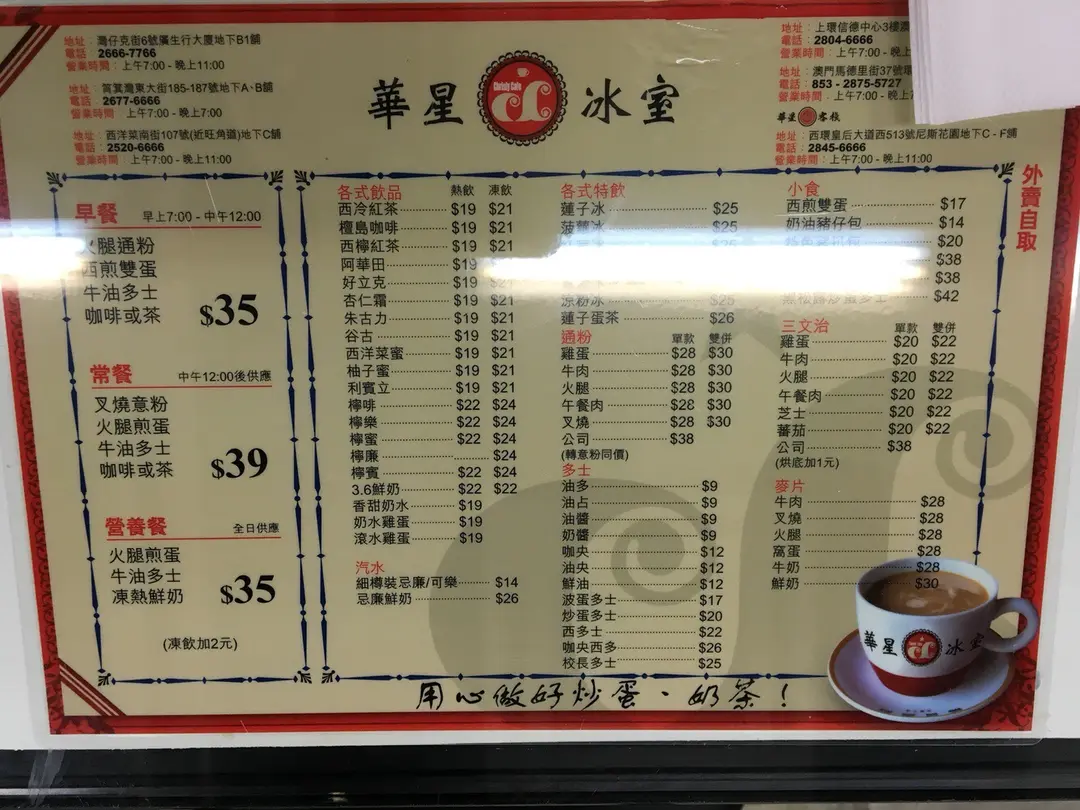 地址：灣仔克街6號廣生行大廈地下B1舖
電話：2666-7766
營業時間：上午7:00 - 晚上11:00
地址：筲箕灣東大街185-187號地下A、B舖
電話：2677-6666
營業時間：上午7:00 - 晚上7:00
地址：西洋菜南街107號(近旺角道)地下C舖
電話：2520-6666
營業時間：上午7:00 - 晚上11:00
華星 冰室
地址：上環信德中心3樓
電話：2804-6666
營業時間：上午7:00 - 晚
地址：澳門馬德里街37號
電話：853 - 2875-5727
營業時間：上午7:00 - 晚上7
華星客棧
地址：西環皇后大道西513號尼斯花園地下C - F舖
電話：2845-6666
營業時間：上午7:00 - 晚上11:00
外賣自取
早餐 早上7:00 - 中午12:00
火腿通粉
西煎雙蛋
牛油多士
咖啡或茶 $35
常餐 中午12:00後供應
叉燒意粉
火腿煎蛋
牛油多士
咖啡或茶 $39
營養餐 全日供應
火腿煎蛋
牛油多士
凍熱鮮奶 $35
(凍飲加2元)
各式飲品 熱飲 凍飲
西冷紅茶 $19 $21
檀島咖啡 $19 $21
西檸紅茶 $19 $21
阿華田 $19 $21
好立克 $19 $21
杏仁霜 $19 $21
朱古力 $19 $21
谷古 $19 $21
西洋菜蜜 $19 $21
柚子蜜 $19 $21
利賓立 $19 $21
檸啡 $22 $24
檸樂 $22 $24
檸蜜 $22 $24
檸廉 $24
檸賓 $22 $24
3.6鮮奶 $22 $22
香甜奶水 $19
奶水雞蛋 $19
滾水雞蛋 $19
汽水
細樽裝忌廉/可樂 $14
忌廉鮮奶 $26
各式特飲
蓮子冰 $25
菠蘿冰 $25
涼粉冰 $25
蓮子蛋茶 $26
通粉 單款 雙併
雞蛋 $28 $30
牛肉 $28 $30
火腿 $28 $30
午餐肉 $28 $30
叉燒 $28 $30
公司 $38
(轉意粉同價)
多士
油多 $9
油占 $9
油醬 $9
奶醬 $9
咖央 $12
油央 $12
鮮油 $12
波蛋多士 $17
炒蛋多士 $20
西多士 $22
咖央西多 $26
校長多士 $25
小食
西煎雙蛋 $17
奶油豬仔包 $14
$20
$38
$38
$42
三文治 單款 雙併
雞蛋 $20 $22
牛肉 $20 $22
火腿 $20 $22
午餐肉 $20 $22
芝士 $20 $22
蕃茄 $20 $22
公司 $38
(烘底加1元)
麥片
牛肉 $28
叉燒 $28
火腿 $28
窩蛋 $28
牛奶 $28
鮮奶 $30
華星 冰室
用心做好炒蛋、奶茶！